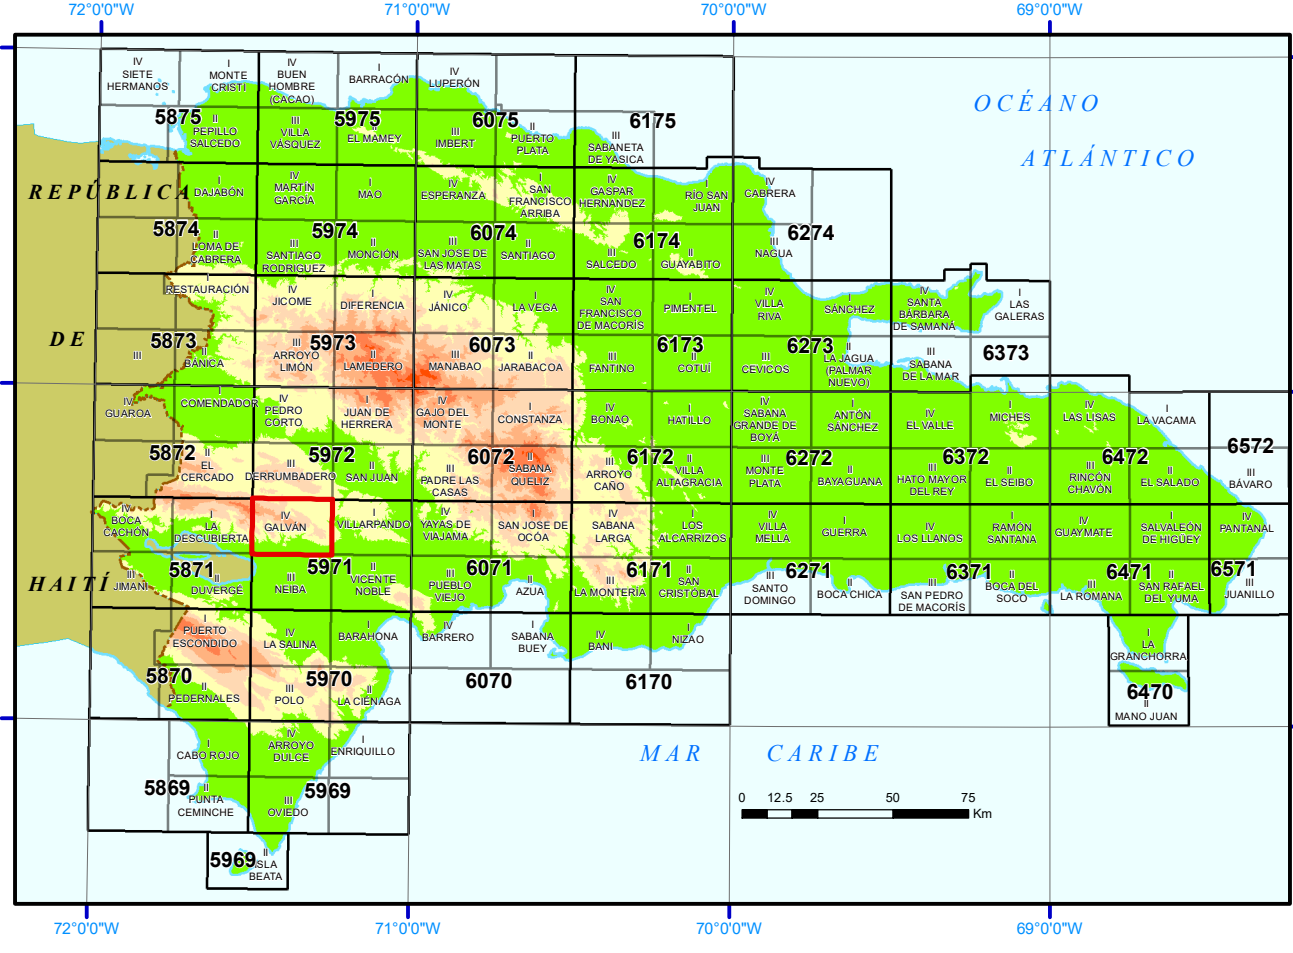 72°0'0"W
71°0'0"W
70°0'0"W
69°0'0"W
OCÉANO
ATLÁNTICO
IV
SIETE
HERMANOS
I
MONTE
CRISTI
IV
BUEN
HOMBRE
(CACAO)
I
BARRACÓN
IV
LUPERÓN
5875
5975
6075
6175
II
PEPILLO
SALCEDO
III
VILLA
VÁSQUEZ
II
EL MAMEY
III
IMBERT
II
PUERTO
PLATA
III
SABANETA
DE YASICA
REPÚBLICA
I
DAJABÓN
IV
MARTÍN
GARCÍA
I
MAO
IV
ESPERANZA
I
SAN
FRANCISCO
ARRIBA
IV
GASPAR
HERNANDEZ
I
RÍO SAN
JUAN
IV
CABRERA
5874
5974
6074
6174
6274
II
LOMA DE
CABRERA
III
SANTIAGO
RODRIGUEZ
II
MONCIÓN
III
SAN JOSE DE
LAS MATAS
II
SANTIAGO
III
SALCEDO
II
GUAYABITO
III
NAGUA
I
RESTAURACIÓN
IV
JICOME
I
DIFERENCIA
IV
JÁNICO
I
LA VEGA
IV
SAN
FRANCISCO
DE MACORÍS
I
PIMENTEL
IV
VILLA
RIVA
I
SÁNCHEZ
IV
SANTA
BÁRBARA
DE SAMANÁ
I
LAS
GALERAS
DE
5873
5973
6073
6173
6273
6373
III
II
BÁNICA
III
ARROYO
LIMÓN
II
LAMEDERO
III
MANABAO
II
JARABACOA
III
FANTINO
II
COTUÍ
III
CEVICOS
II
LA JAGUA
(PALMAR
NUEVO)
III
SABANA
DE LA MAR
IV
GUAROA
I
COMENDADOR
IV
PEDRO
CORTO
I
JUAN DE
HERRERA
IV
GAJO DEL
MONTE
I
CONSTANZA
IV
BONAO
I
HATILLO
IV
SABANA
GRANDE DE
BOYÁ
I
ANTÓN
SÁNCHEZ
IV
EL VALLE
I
MICHES
IV
LAS LISAS
I
LA VACAMA
5872
5972
6072
6172
6272
6372
6472
6572
II
EL
CERCADO
III
DERRUMBADERO
II
SAN JUAN
III
PADRE LAS
CASAS
II
SABANA
QUELIZ
III
ARROYO
CAÑO
II
VILLA
ALTAGRACIA
III
MONTE
PLATA
II
BAYAGUANA
III
HATO MAYOR
DEL REY
II
EL SEIBO
III
RINCÓN
CHAVÓN
II
EL SALADO
III
BÁVARO
IV
BOCA
CACHÓN
I
LA
DESCUBIERTA
IV
GALVÁN
I
VILLARPANDO
IV
YAYAS DE
VIAJAMA
I
SAN JOSE DE
OCÓA
IV
SABANA
LARGA
I
LOS
ALCARRIZOS
IV
VILLA
MELLA
I
GUERRA
IV
LOS LLANOS
I
RAMÓN
SANTANA
IV
GUAYMATE
I
SALVALEÓN
DE HIGÜEY
IV
PANTANAL
HAITÍ
5871
5971
6071
6171
6271
6371
6471
6571
III
JIMANÍ
II
DUVERGÉ
III
NEIBA
II
VICENTE
NOBLE
III
PUEBLO
VIEJO
II
AZUA
III
LA MONTERÍA
II
SAN
CRISTÓBAL
III
SANTO
DOMINGO
II
BOCA CHICA
III
SAN PEDRO
DE MACORÍS
II
BOCA DEL
SOCO
III
LA ROMANA
II
SAN RAFAEL
DEL YUMA
III
JUANILLO
I
PUERTO
ESCONDIDO
IV
LA SALINA
I
BARAHONA
IV
BARRERO
I
SABANA
BUEY
IV
BANI
I
NIZAO
I
LA
GRANCHORRA
5870
5970
6070
6170
6470
II
PEDERNALES
III
POLO
II
LA CIÉNAGA
II
MANO JUAN
I
CABO ROJO
IV
ARROYO
DULCE
I
ENRIQUILLO
MAR CARIBE
5869
5969
II
PUNTA
CEMINCHE
III
OVIEDO
0 12.5 25 50 75
Km
5969
II
ISLA
BEATA
72°0'0"W
71°0'0"W
70°0'0"W
69°0'0"W